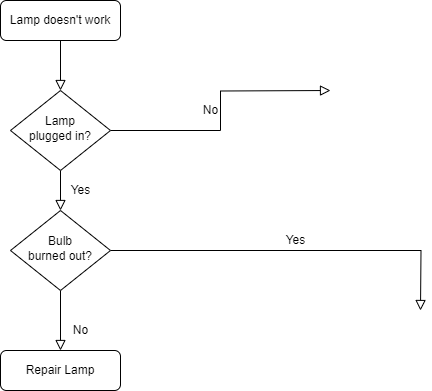 Lamp doesn't work
Lamp
plugged in?
No
Yes
Bulb
burned out?
Yes
No
Repair Lamp